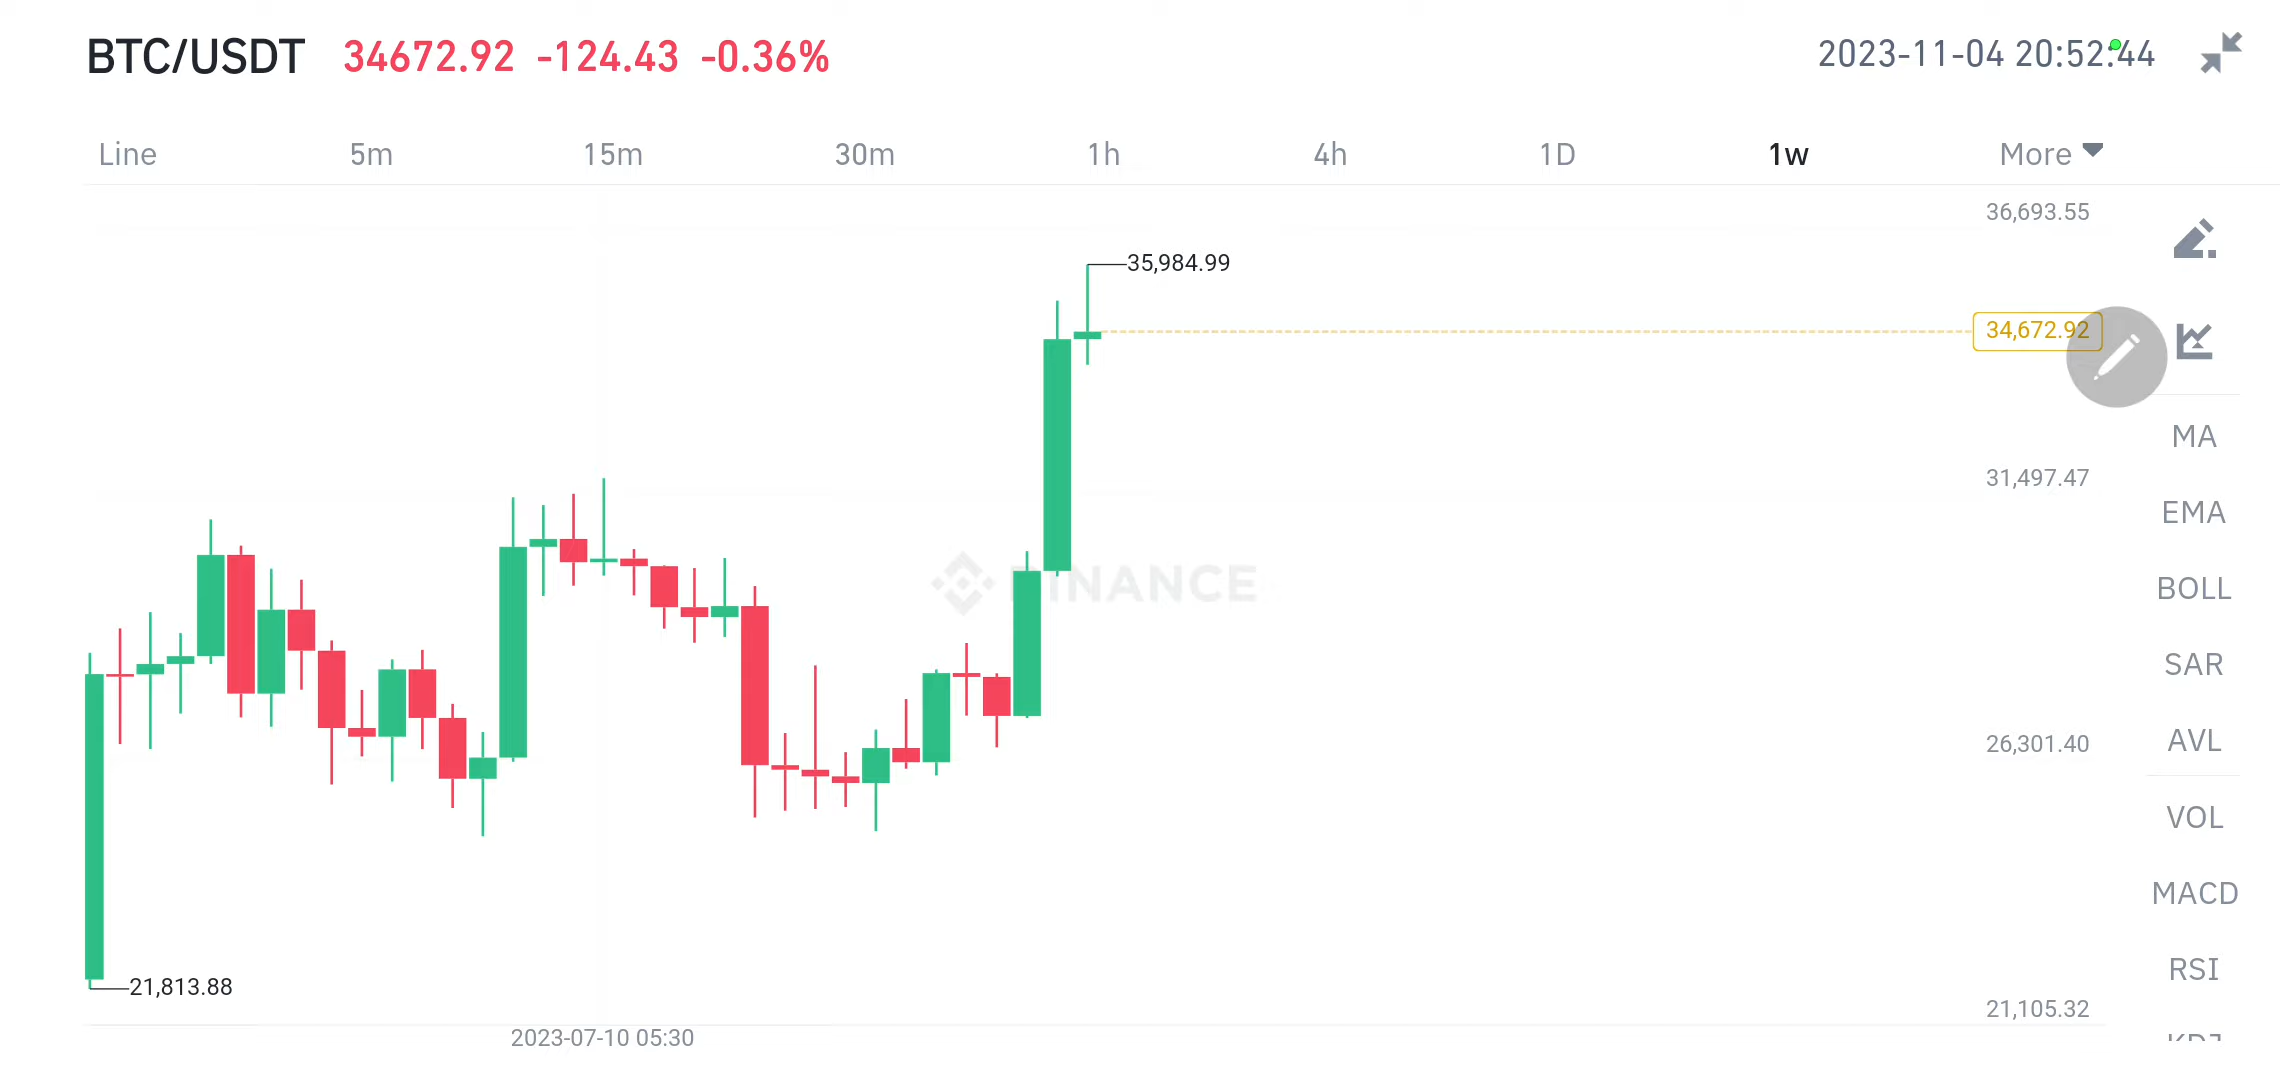 BTC/USDT 34672.92 -124.43 -0.36% 2023-11-04 20:52:44
Line 5m 15m 30m 1h 4h 1D 1w More
36,693.55
35,984.99
34,672.92
MA
31,497.47
EMA
BINANCE
BOLL
SAR
26,301.40
AVL
VOL
MACD
RSI
21,813.88
21,105.32
2023-07-10 05:30